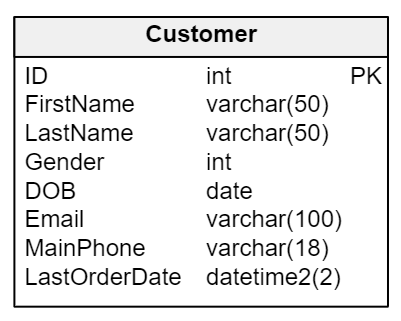 Customer
ID int PK
FirstName varchar(50)
LastName varchar(50)
Gender int
DOB date
Email varchar(100)
MainPhone varchar(18)
LastOrderDate datetime2(2)